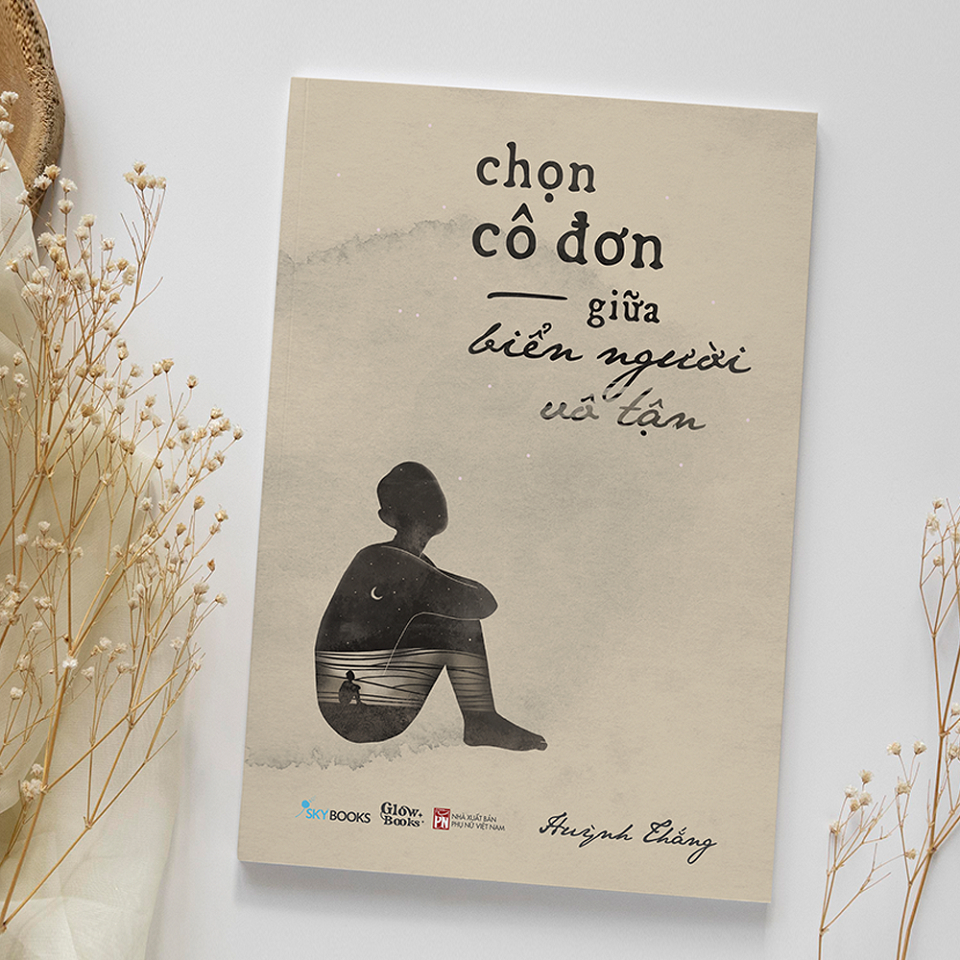 chọn
cô đơn
giữa
biển người
vô tận
SKYBOOKS
Glow
Books
PN
NHÀ XUẤT BẢN
PHỤ NỮ VIỆT NAM
Huỳnh Thắng